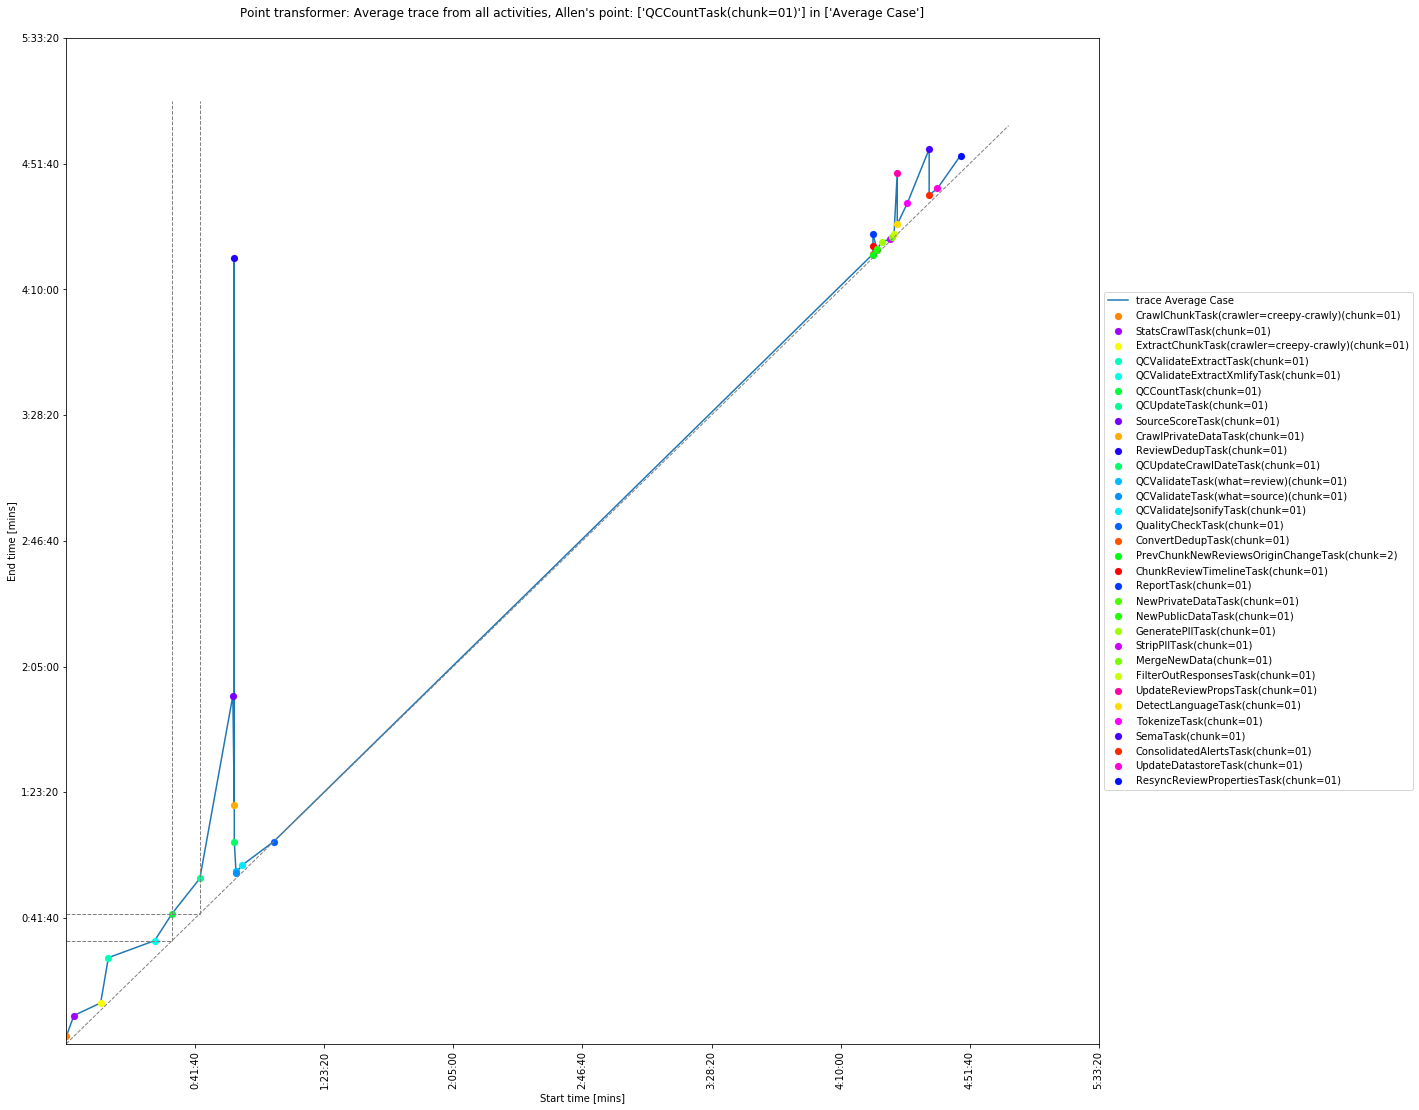 Point transformer: Average trace from all activities, Allen's point: ['QCCountTask(chunk=01)'] in ['Average Case']
5:33:20
4:51:40
4:10:00
3:28:20
2:46:40
2:05:00
1:23:20
0:41:40
End time [mins]
0:41:40
1:23:20
2:05:00
2:46:40
3:28:20
4:10:00
4:51:40
5:33:20
Start time [mins]
trace Average Case
CrawlChunkTask(crawler=creepy-crawly)(chunk=01)
StatsCrawlTask(chunk=01)
ExtractChunkTask(crawler=creepy-crawly)(chunk=01)
QCValidateExtractTask(chunk=01)
QCValidateExtractXmlifyTask(chunk=01)
QCCountTask(chunk=01)
QCUpdateTask(chunk=01)
SourceScoreTask(chunk=01)
CrawlPrivateDataTask(chunk=01)
ReviewDedupTask(chunk=01)
QCUpdateCrawlDateTask(chunk=01)
QCValidateTask(what=review)(chunk=01)
QCValidateTask(what=source)(chunk=01)
QCValidateJsonifyTask(chunk=01)
QualityCheckTask(chunk=01)
ConvertDedupTask(chunk=01)
PrevChunkNewReviewsOriginChangeTask(chunk=2)
ChunkReviewTimelineTask(chunk=01)
ReportTask(chunk=01)
NewPrivateDataTask(chunk=01)
NewPublicDataTask(chunk=01)
GeneratePIITask(chunk=01)
StripPIITask(chunk=01)
MergeNewData(chunk=01)
FilterOutResponsesTask(chunk=01)
UpdateReviewPropsTask(chunk=01)
DetectLanguageTask(chunk=01)
TokenizeTask(chunk=01)
SemaTask(chunk=01)
ConsolidatedAlertsTask(chunk=01)
UpdateDatastoreTask(chunk=01)
ResyncReviewPropertiesTask(chunk=01)